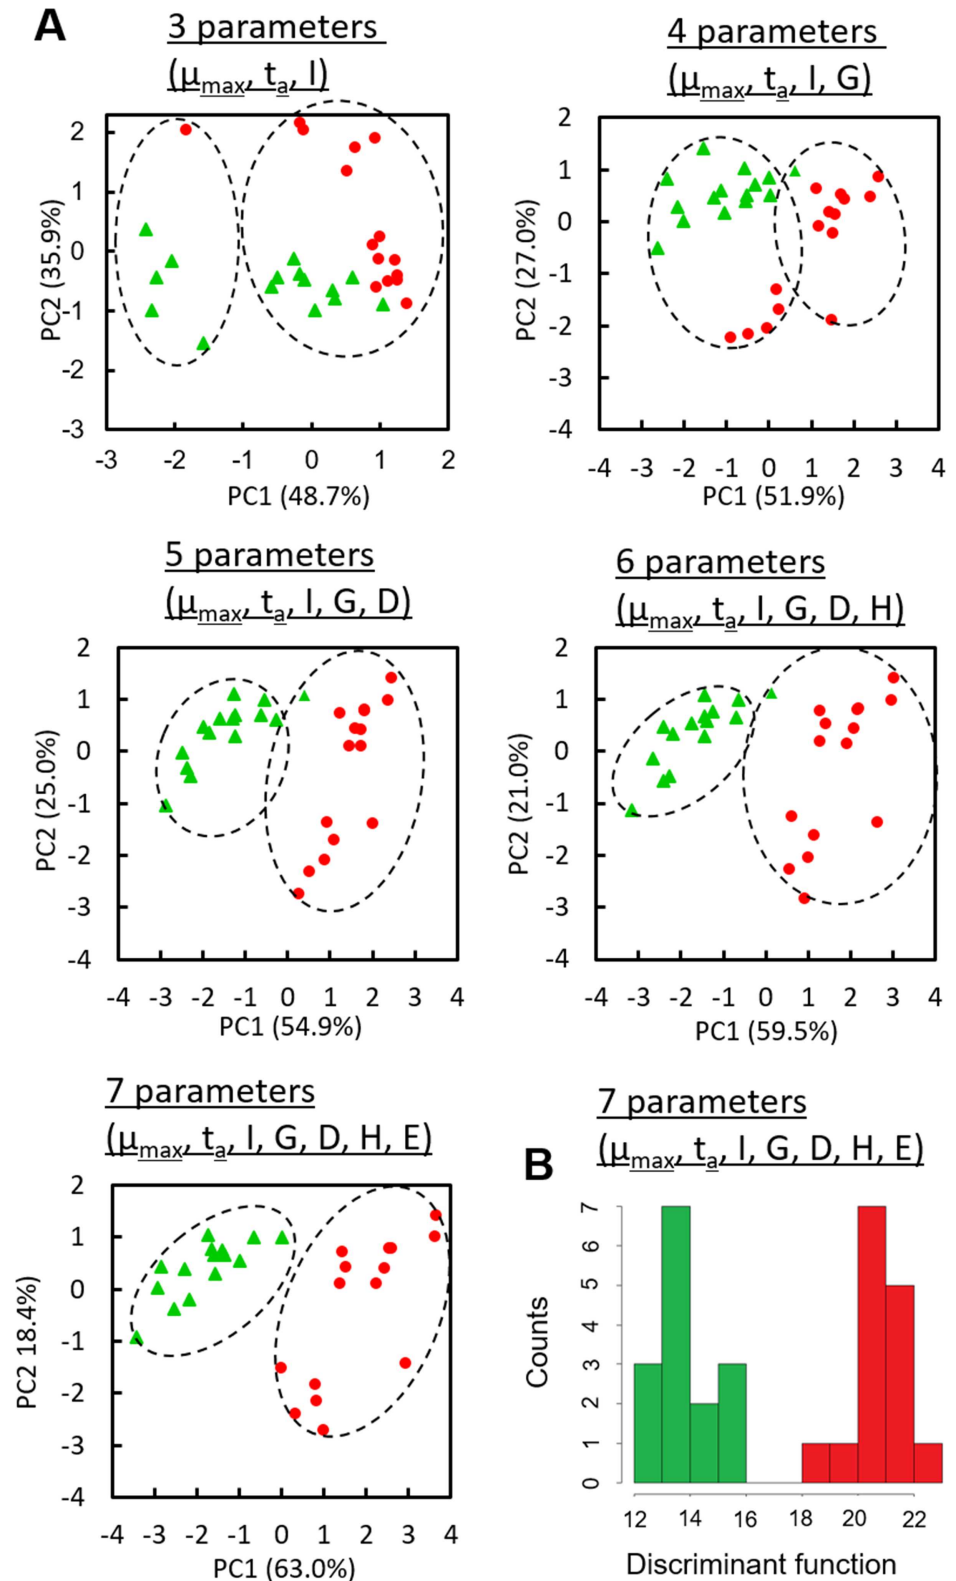 A
3 parameters
(μmax, ta, I)
2
1
0
-1
-2
-3
PC2 (35.9%)
-3 -2 -1 0 1 2
PC1 (48.7%)
4 parameters
(μmax, ta, I, G)
2
1
0
-1
-2
-3
-4
PC2 (27.0%)
-4 -3 -2 -1 0 1 2 3 4
PC1 (51.9%)
5 parameters
(μmax, ta, I, G, D)
2
1
0
-1
-2
-3
-4
PC2 (25.0%)
-4 -3 -2 -1 0 1 2 3 4
PC1 (54.9%)
6 parameters
(μmax, ta, I, G, D, H)
2
1
0
-1
-2
-3
-4
PC2 (21.0%)
-4 -3 -2 -1 0 1 2 3 4
PC1 (59.5%)
7 parameters
(μmax, ta, I, G, D, H, E)
2
1
0
-1
-2
-3
-4
PC2 18.4%)
-4 -3 -2 -1 0 1 2 3 4
PC1 (63.0%)
B
7 parameters
(μmax, ta, I, G, D, H, E)
7
6
5
4
3
2
1
0
Counts
12 14 16 18 20 22
Discriminant function